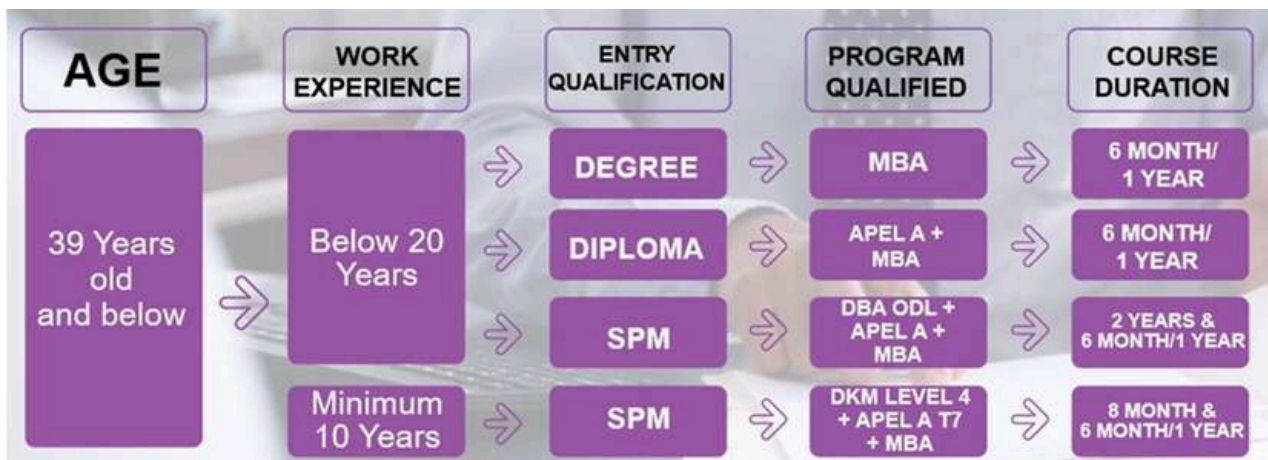 AGE
WORK
EXPERIENCE
ENTRY
QUALIFICATION
PROGRAM
QUALIFIED
COURSE
DURATION
39 Years
old
and below
Below 20
Years
DEGREE
MBA
6 MONTH/
1 YEAR
DIPLOMA
APEL A +
MBA
6 MONTH/
1 YEAR
SPM
DBA ODL +
APEL A +
MBA
2 YEARS &
6 MONTH/1 YEAR
Minimum
10 Years
SPM
DKM LEVEL 4
+ APEL A T7
+ MBA
8 MONTH &
6 MONTH/1 YEAR